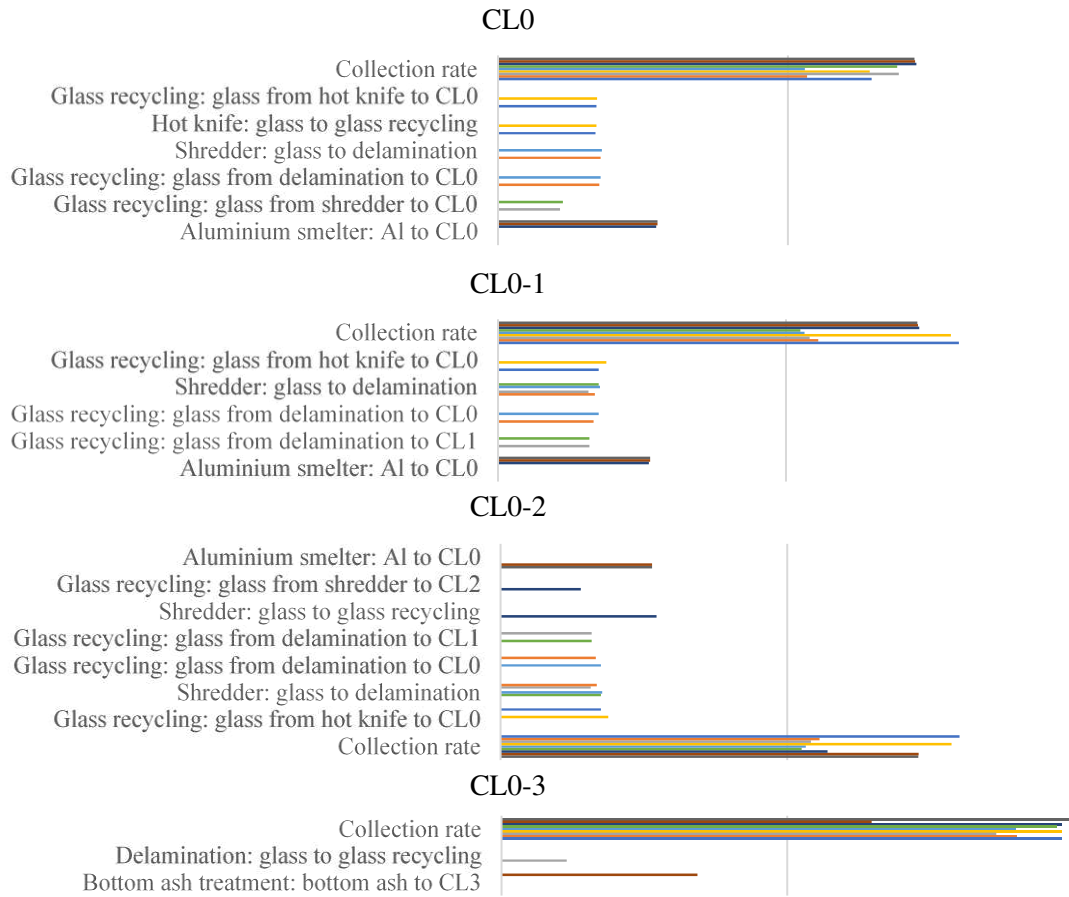 CL0
Collection rate
Glass recycling: glass from hot knife to CL0
Hot knife: glass to glass recycling
Shredder: glass to delamination
Glass recycling: glass from delamination to CL0
Glass recycling: glass from shredder to CL0
Aluminium smelter: Al to CL0
CL0-1
Collection rate
Glass recycling: glass from hot knife to CL0
Shredder: glass to delamination
Glass recycling: glass from delamination to CL0
Glass recycling: glass from delamination to CL1
Aluminium smelter: Al to CL0
CL0-2
Aluminium smelter: Al to CL0
Glass recycling: glass from shredder to CL2
Shredder: glass to glass recycling
Glass recycling: glass from delamination to CL1
Glass recycling: glass from delamination to CL0
Shredder: glass to delamination
Glass recycling: glass from hot knife to CL0
Collection rate
CL0-3
Collection rate
Delamination: glass to glass recycling
Bottom ash treatment: bottom ash to CL3